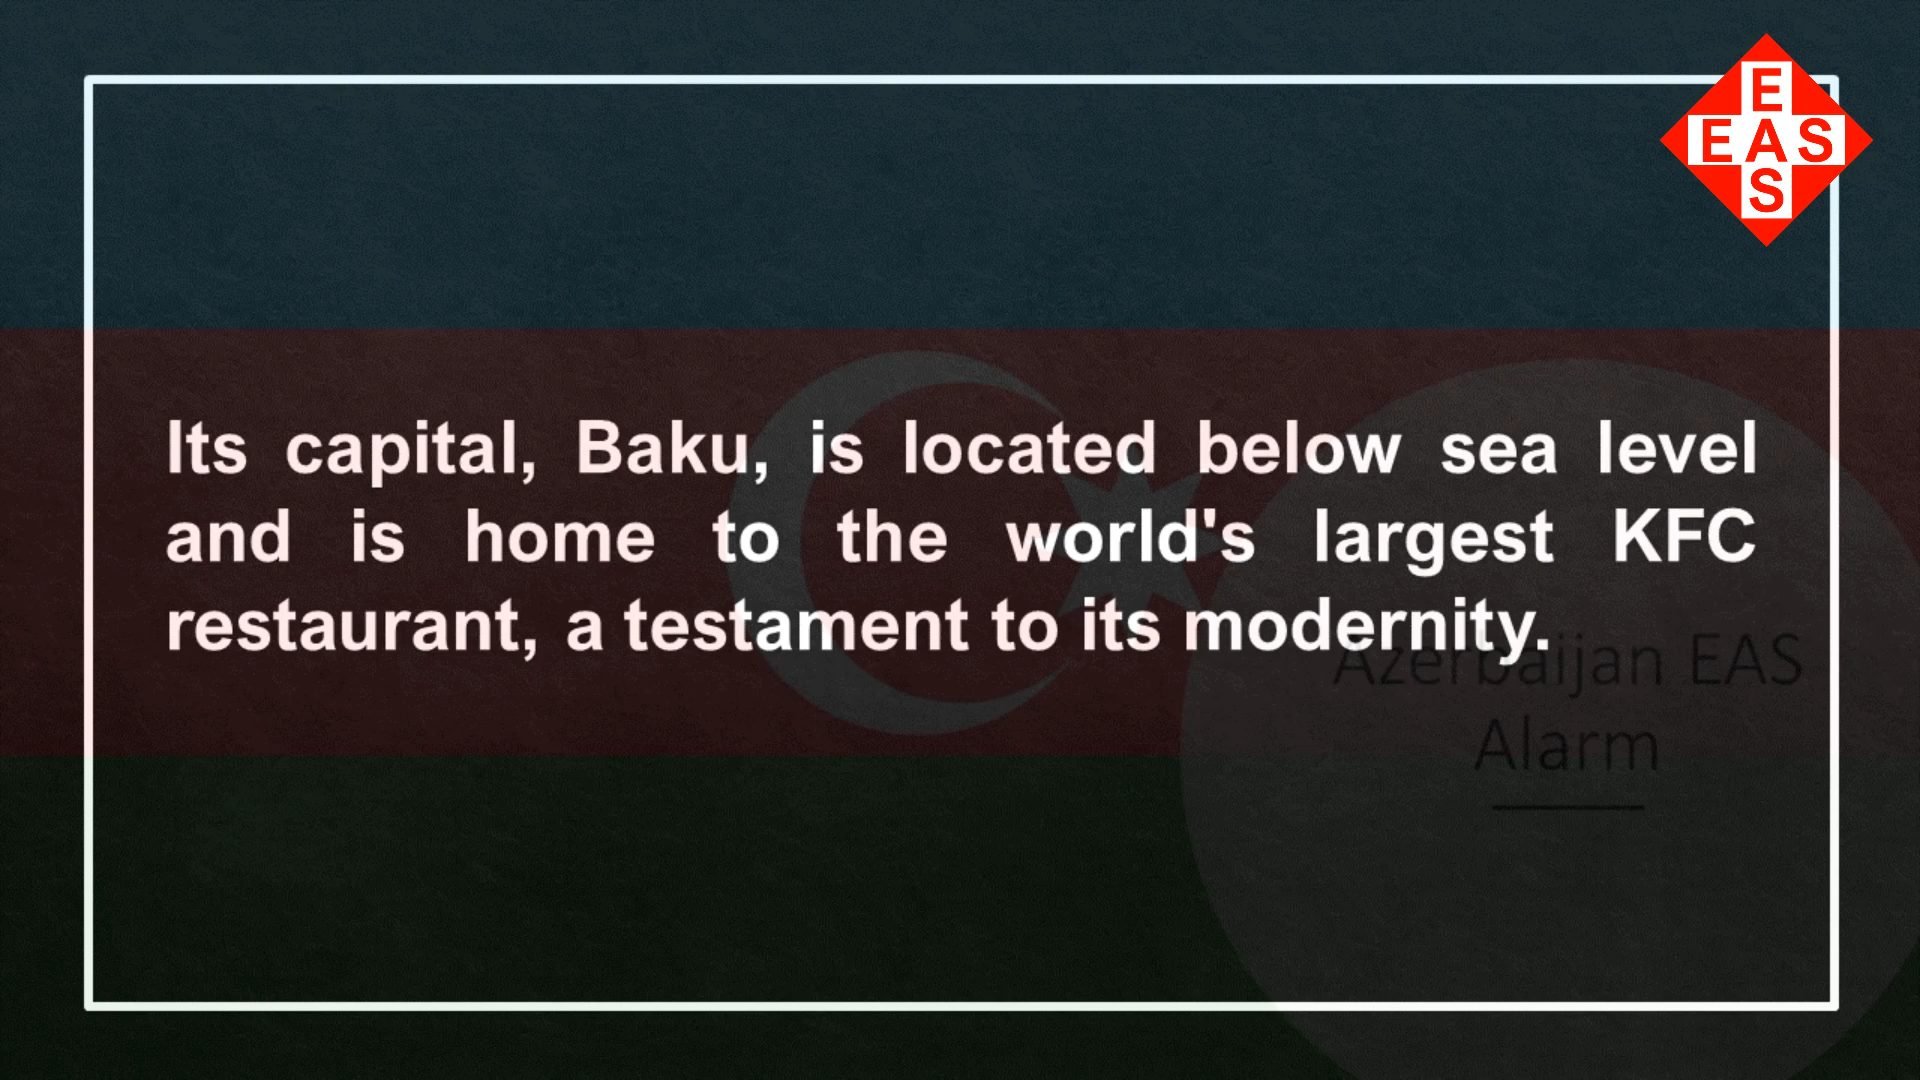 E
E A S
S
Its capital, Baku, is located below sea level
and is home to the world's largest KFC
restaurant, a testament to its modernity.
Azerbaijan EAS
Alarm